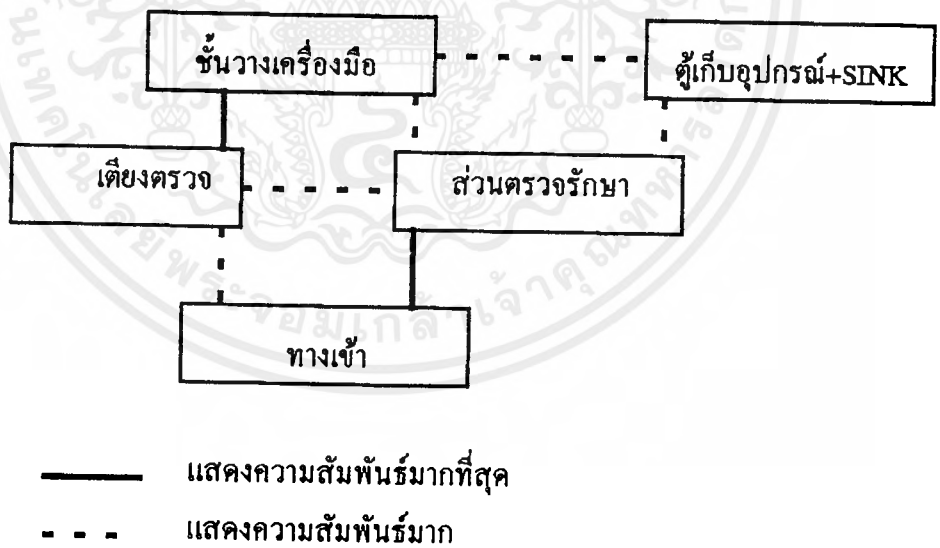 ชั้นวางเครื่องมือ
ตู้เก็บอุปกรณ์+SINK
เตียงตรวจ
ส่วนตรวจรักษา
ทางเข้า
แสดงความสัมพันธ์มากที่สุด
แสดงความสัมพันธ์มาก